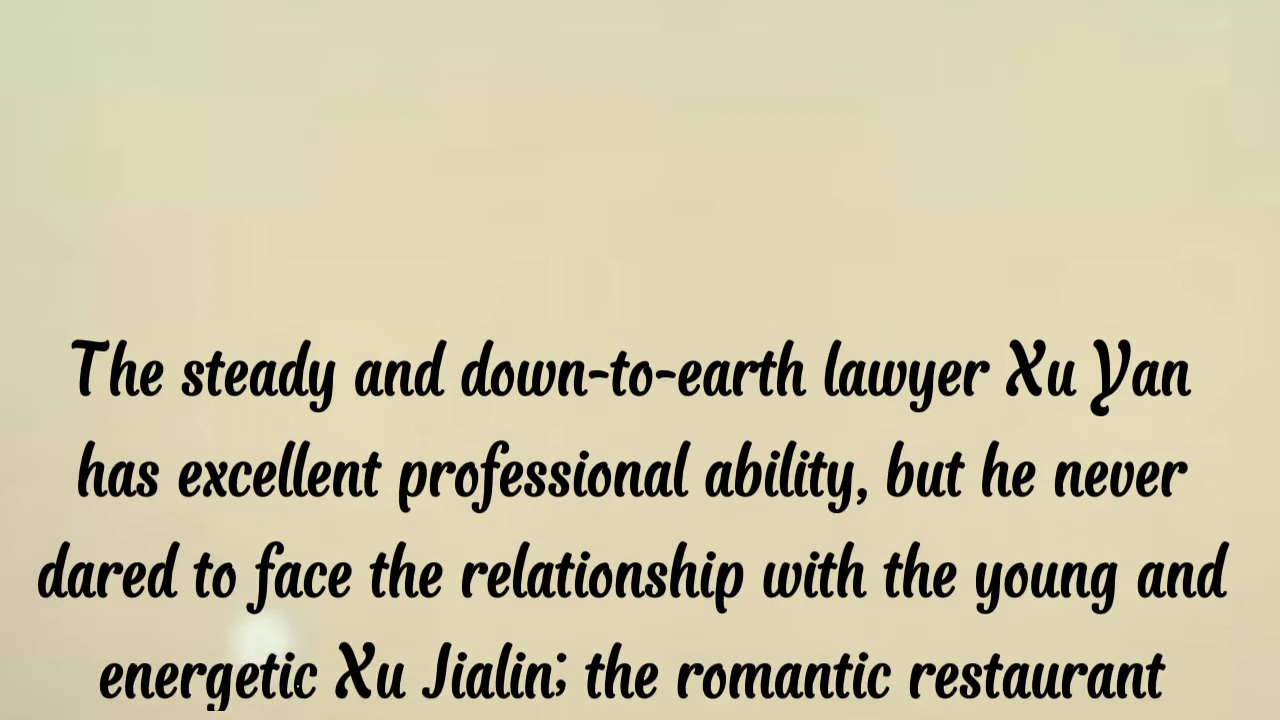 The steady and down-to-earth lawyer Xu Yan
has excellent professional ability, but he never
dared to face the relationship with the young and
energetic Xu Jialin; the romantic restaurant